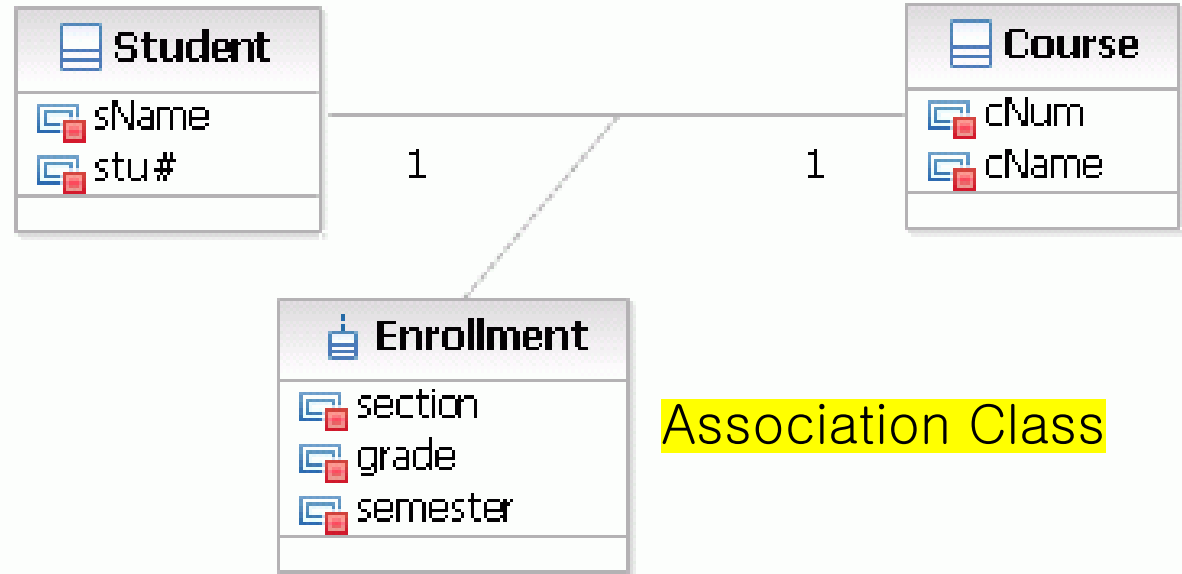 Student
sName
stu#
Course
cNum
cName
1
1
Enrollment
section
grade
semester
Association Class